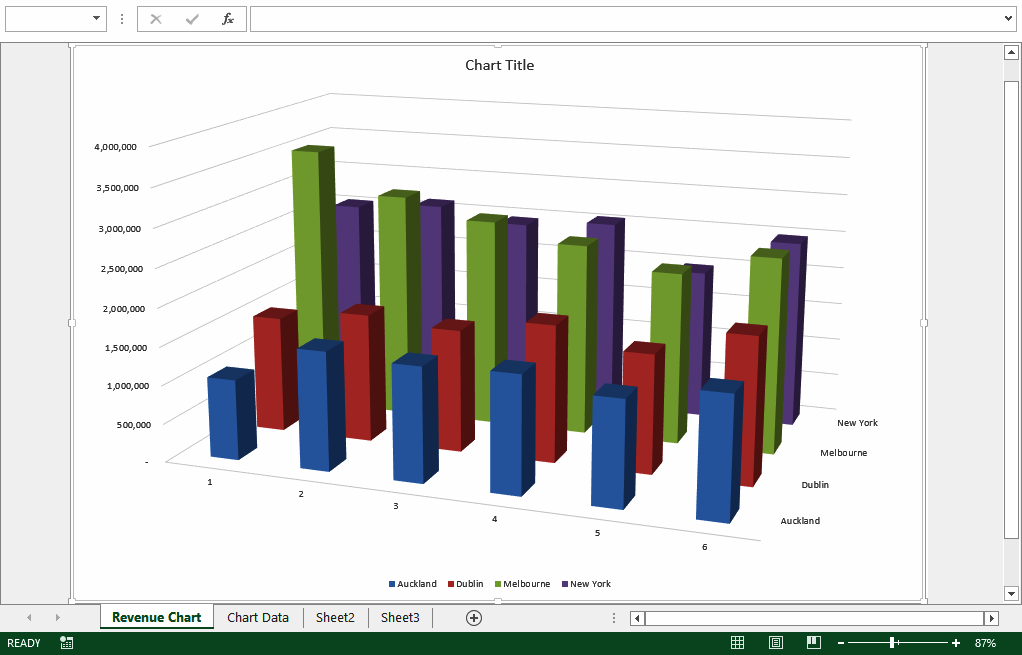 fx
Chart Title
4,000,000
3,500,000
3,000,000
2,500,000
2,000,000
1,500,000
1,000,000
500,000
-
1
2
3
4
5
6
New York
Melbourne
Dublin
Auckland
Auckland Dublin Melbourne New York
Revenue Chart Chart Data Sheet2 Sheet3
READY 87%